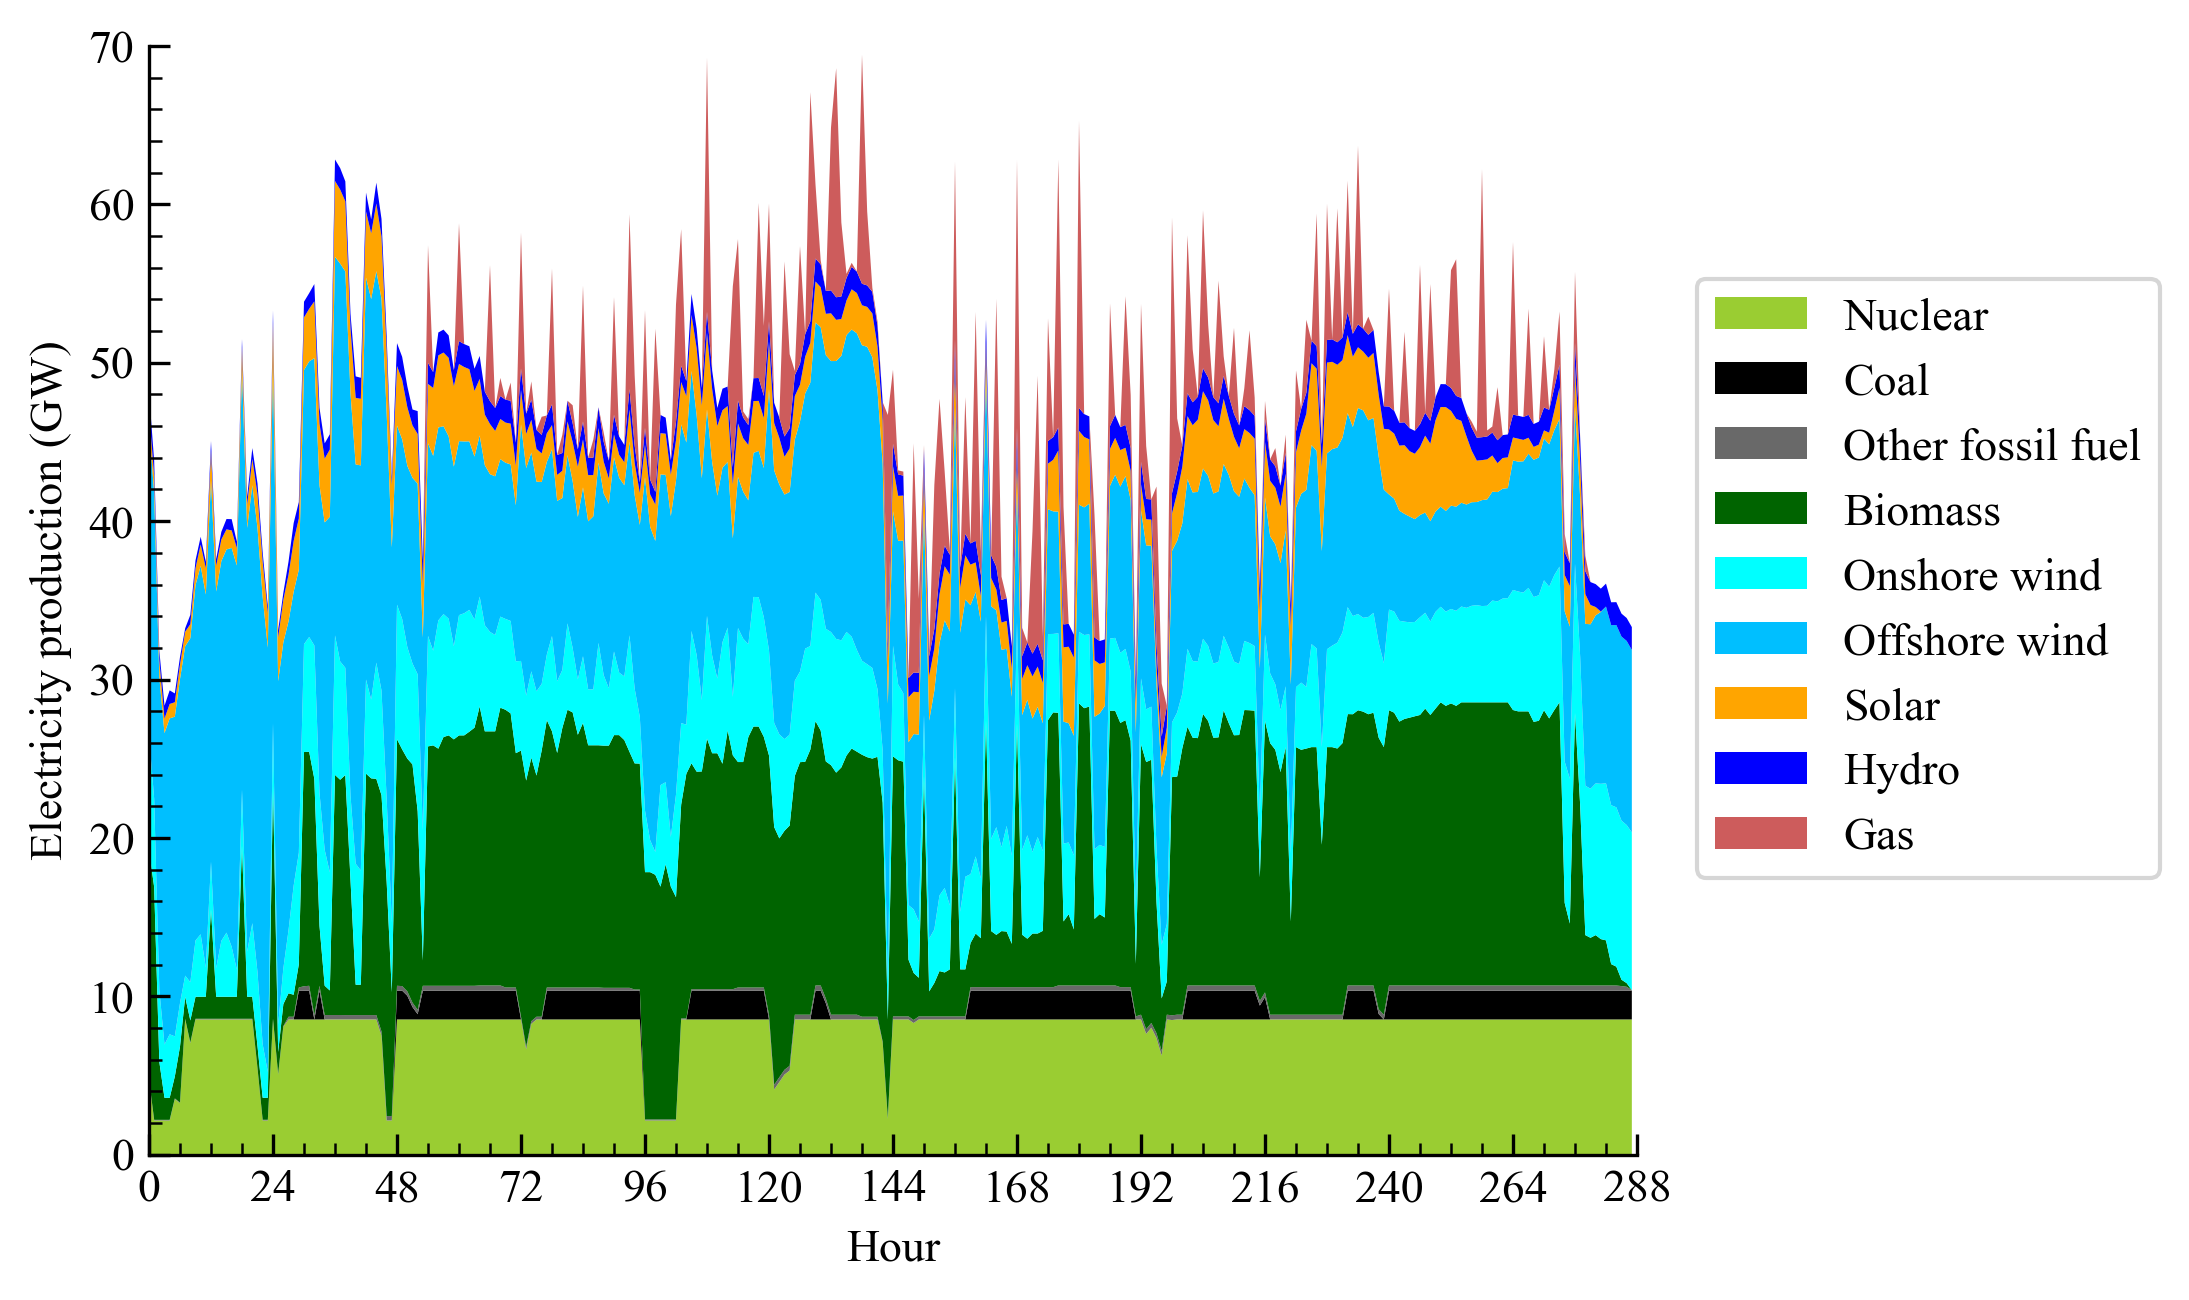 70
60
50
40
30
20
10
0
Electricity production (GW)
0 24 48 72 96 120 144 168 192 216 240 264 288
Hour
Nuclear
Coal
Other fossil fuel
Biomass
Onshore wind
Offshore wind
Solar
Hydro
Gas